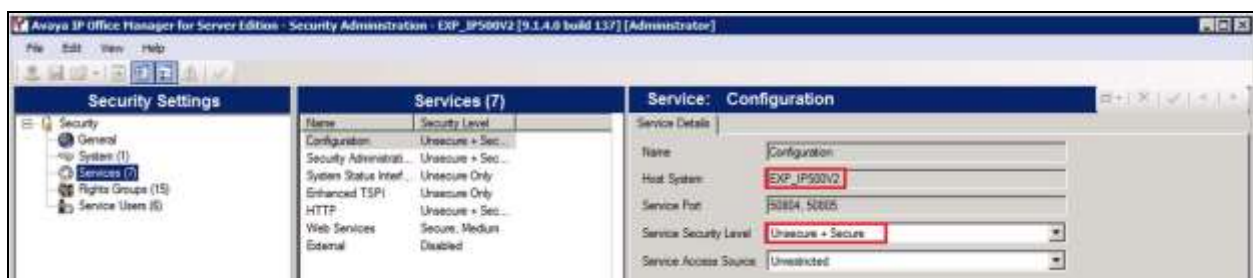 Avaya IP Office Manager for Server Edition - Security Administration - EXP_IP500V2 [9.1.4.0 build 137] [Administrator]
File Edit View Help
Security Settings
Security
General
System (1)
Services (7)
Rights Groups (15)
Service Users (6)
Services (7)
Name Security Level
Configuration Unsecure + Sec...
Security Administrati... Unsecure + Sec...
System Status Interf... Unsecure Only
Enhanced TSPI Unsecure Only
HTTP Unsecure + Sec...
Web Services Secure, Medium
External Disabled
Service: Configuration
Service Details
Name Configuration
Host System EXP_IP500V2
Service Port 50804, 50805
Service Security Level Unsecure + Secure
Service Access Source Unrestricted